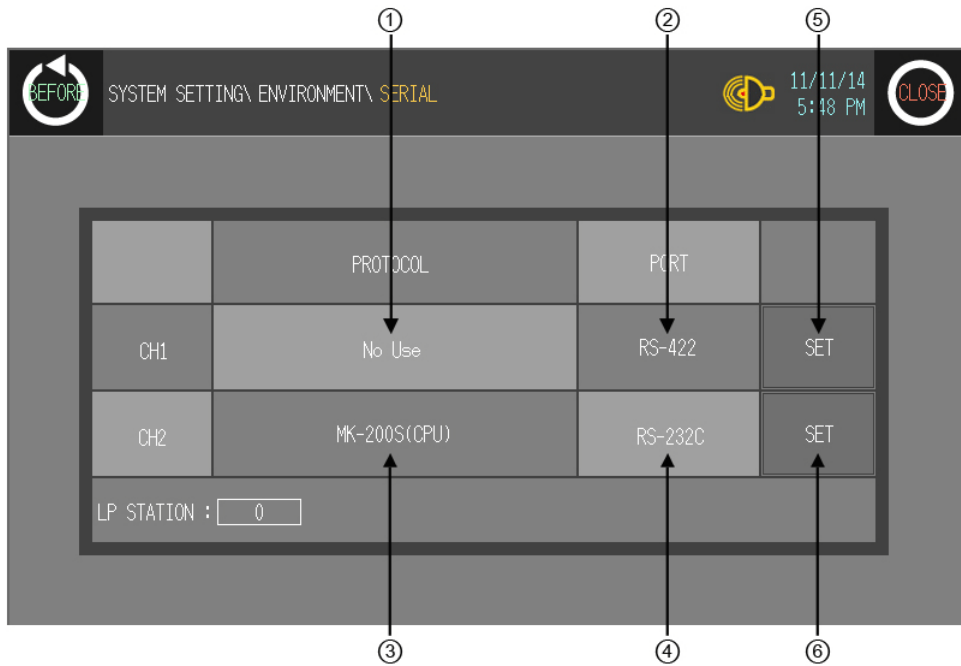 ① ② ⑤
BEFORE SYSTEM SETTING\ ENVIRONMENT\ SERIAL 11/11/14 CLOSE
5:48 PM
PROTOCOL PORT
CH1 No Use RS-422 SET
CH2 MK-200S(CPU) RS-232C SET
LP STATION : 0
③ ④ ⑥